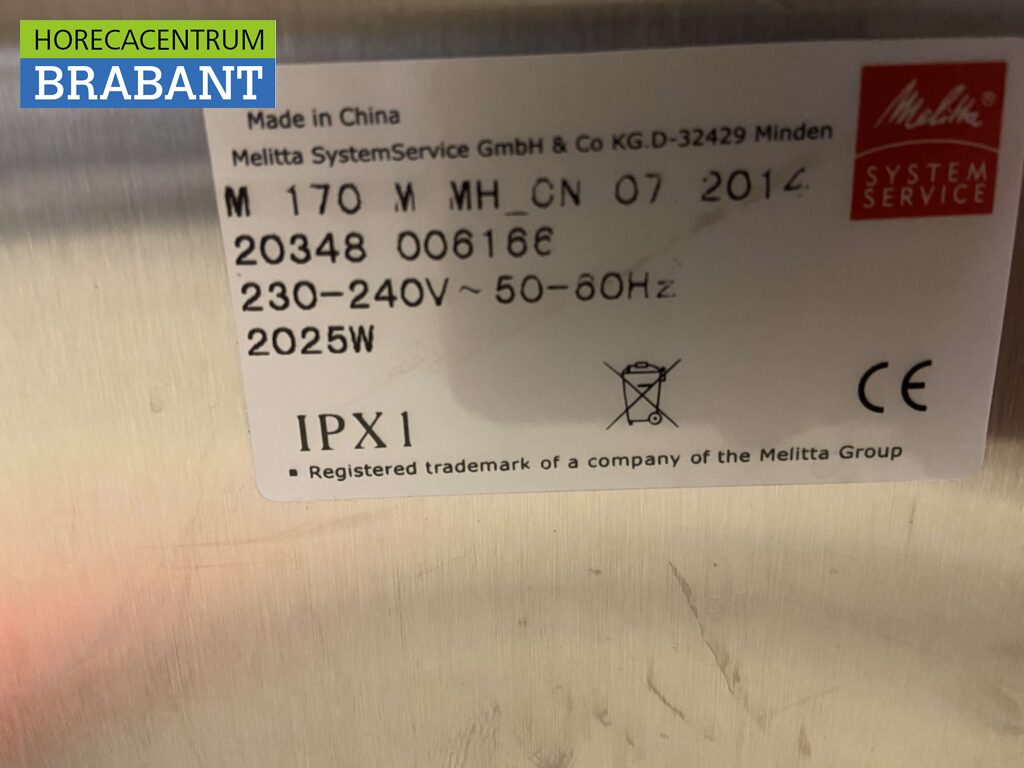 HORECACENTRUM
BRABANT
Made in China
Melitta SystemService GmbH & Co KG.D-32429 Minden
Melitta®
SYSTEM
SERVICE
M 170 M MH_CN 07 2014
20348 006166
230-240V ~ 50-60Hz
2025W
IPX1
CE
▪ Registered trademark of a company of the Melitta Group